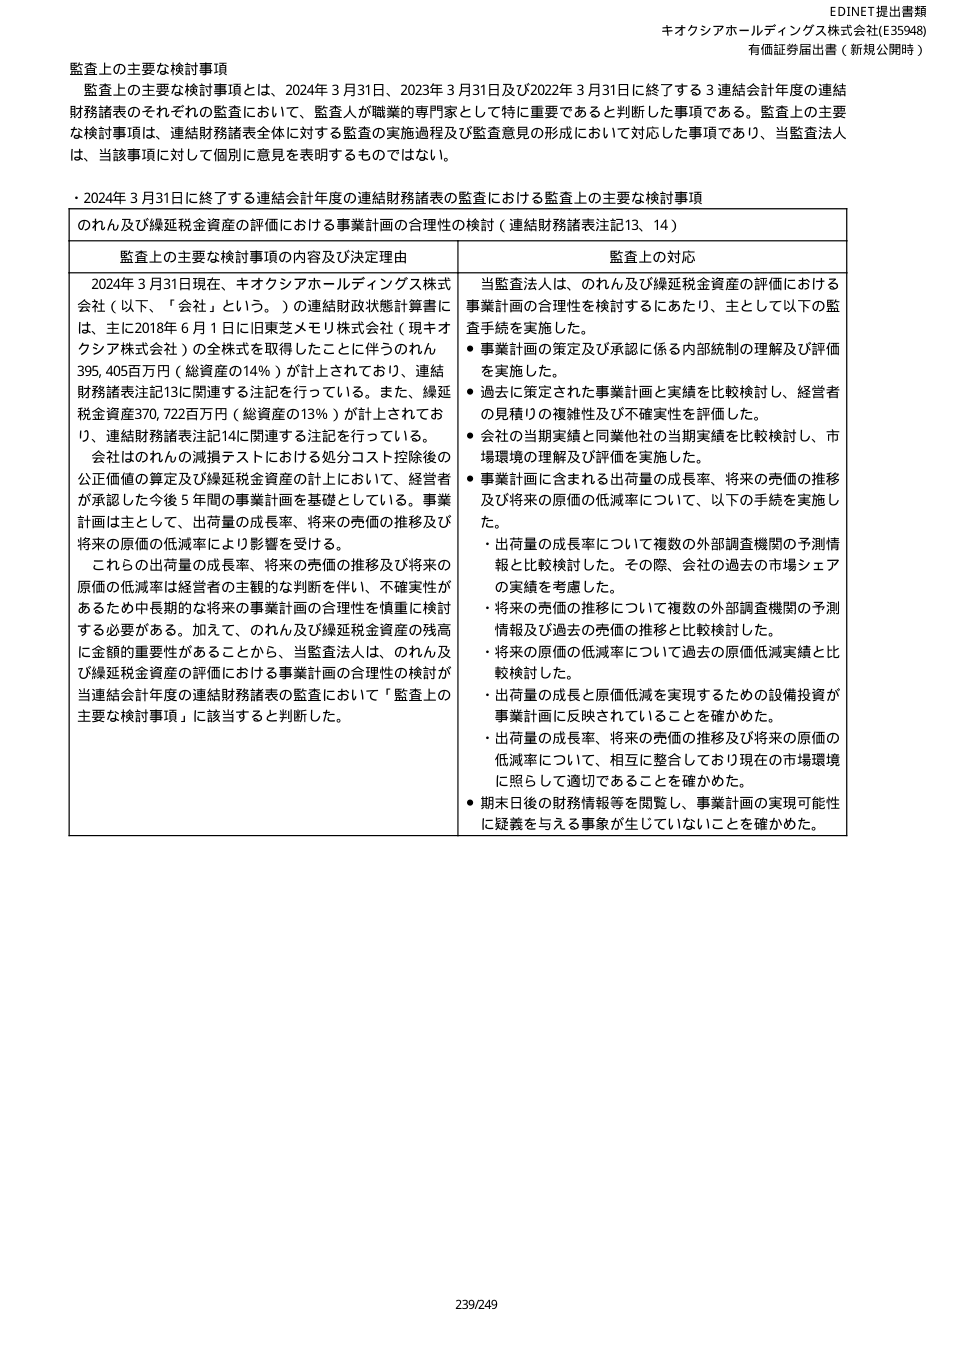 EDINET提出書類
キオクシアホールディングス株式会社(E35948)
有価証券届出書（新規公開時）
監査上の主要な検討事項
　監査上の主要な検討事項とは、2024年３月31日、2023年３月31日及び2022年３月31日に終了する３連結会計年度の連結
財務諸表のそれぞれの監査において、監査人が職業的専門家として特に重要であると判断した事項である。監査上の主要
な検討事項は、連結財務諸表全体に対する監査の実施過程及び監査意見の形成において対応した事項であり、当監査法人
は、当該事項に対して個別に意見を表明するものではない。
・2024年３月31日に終了する連結会計年度の連結財務諸表の監査における監査上の主要な検討事項
のれん及び繰延税金資産の評価における事業計画の合理性の検討（連結財務諸表注記13、14）
監査上の主要な検討事項の内容及び決定理由
　2024年３月31日現在、キオクシアホールディングス株式
会社（以下、「会社」という。）の連結財政状態計算書に
は、主に2018年６月１日に旧東芝メモリ株式会社（現キオ
クシア株式会社）の全株式を取得したことに伴うのれん
395,405百万円（総資産の14%）が計上されており、連結
財務諸表注記13に関連する注記を行っている。また、繰延
税金資産370,722百万円（総資産の13%）が計上されてお
り、連結財務諸表注記14に関連する注記を行っている。
　会社はのれんの減損テストにおける処分コスト控除後の
公正価値の算定及び繰延税金資産の計上において、経営者
が承認した今後５年間の事業計画を基礎としている。事業
計画は主として、出荷量の成長率、将来の売価の推移及び
将来の原価の低減率により影響を受ける。
　これらの出荷量の成長率、将来の売価の推移及び将来の
原価の低減率は経営者の主観的な判断を伴い、不確実性が
あるため中長期的な将来の事業計画の合理性を慎重に検討
する必要がある。加えて、のれん及び繰延税金資産の残高
に金額的重要性があることから、当監査法人は、のれん及
び繰延税金資産の評価における事業計画の合理性の検討が
当連結会計年度の連結財務諸表の監査において「監査上の
主要な検討事項」に該当すると判断した。
監査上の対応
　当監査法人は、のれん及び繰延税金資産の評価における
事業計画の合理性を検討するにあたり、主として以下の監
査手続を実施した。
● 事業計画の策定及び承認に係る内部統制の理解及び評価
を実施した。
● 過去に策定された事業計画と実績を比較検討し、経営者
の見積りの複雑性及び不確実性を評価した。
● 会社の当期実績と同業他社の当期実績を比較検討し、市
場環境の理解及び評価を実施した。
● 事業計画に含まれる出荷量の成長率、将来の売価の推移
及び将来の原価の低減率について、以下の手続を実施し
た。
・出荷量の成長率について複数の外部調査機関の予測情
報と比較検討した。その際、会社の過去の市場シェア
の実績を考慮した。
・将来の売価の推移について複数の外部調査機関の予測
情報及び過去の売価の推移と比較検討した。
・将来の原価の低減率について過去の原価低減実績と比
較検討した。
・出荷量の成長と原価低減を実現するための設備投資が
事業計画に反映されていることを確かめた。
・出荷量の成長率、将来の売価の推移及び将来の原価の
低減率について、相互に整合しており現在の市場環境
に照らして適切であることを確かめた。
● 期末日後の財務情報等を閲覧し、事業計画の実現可能性
に疑義を与える事象が生じていないことを確かめた。
239/249